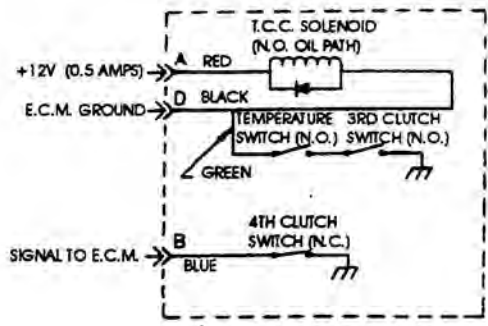 T.C.C. SOLENOID
(N.O. OIL PATH)
A RED
+12V (0.5 AMPS)
D BLACK
E.C.M. GROUND
TEMPERATURE 3RD CLUTCH
SWITCH (N.O.) SWITCH (N.O.)
GREEN
4TH CLUTCH
SWITCH (N.C.)
B
SIGNAL TO E.C.M.
BLUE